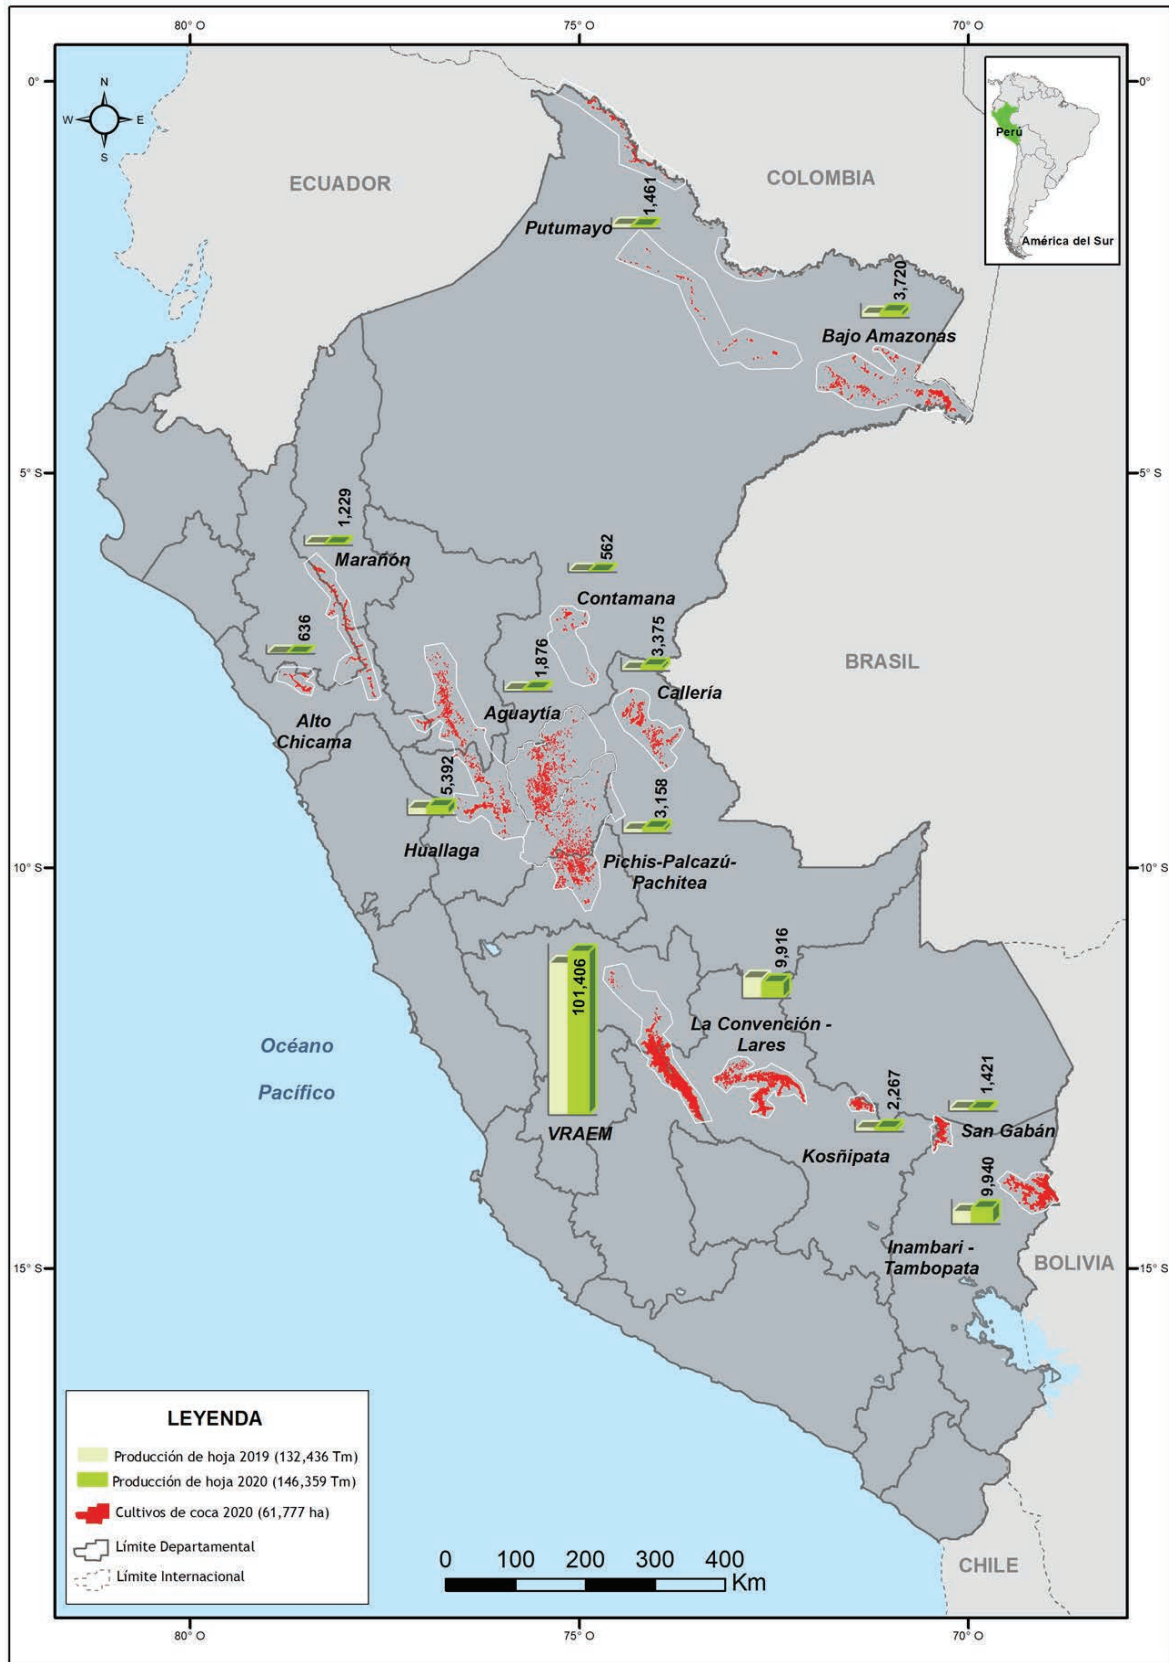 80° O
75° O
70° O
0°
0°
N
W
E
S
Perú
América del Sur
ECUADOR
COLOMBIA
1,461
Putumayo
3,720
Bajo Amazonas
5° S
5° S
1,229
Marañón
562
Contamana
636
1,876
3,375
BRASIL
Callería
Aguaytía
Alto
Chicama
5,392
3,158
Huallaga
Pichis-Palcazú-
Pachitea
10° S
10° S
101,406
9,916
La Convención -
Lares
Océano
Pacífico
VRAEM
2,267
1,421
San Gabán
Kosñipata
9,940
Inambari -
Tambopata
BOLIVIA
15° S
15° S
LEYENDA
Producción de hoja 2019 (132,436 Tm)
Producción de hoja 2020 (146,359 Tm)
Cultivos de coca 2020 (61,777 ha)
Límite Departamental
Límite Internacional
0 100 200 300 400
Km
CHILE
80° O
75° O
70° O